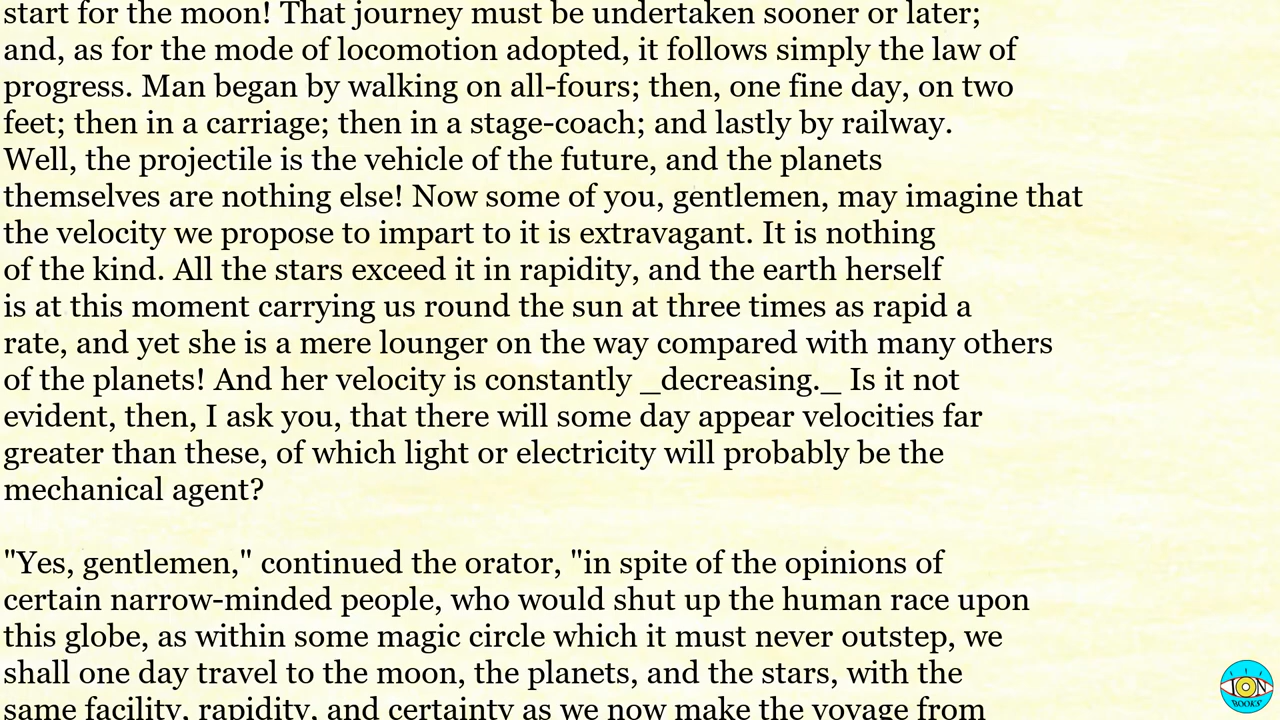 start for the moon! That journey must be undertaken sooner or later;
and, as for the mode of locomotion adopted, it follows simply the law of
progress. Man began by walking on all-fours; then, one fine day, on two
feet; then in a carriage; then in a stage-coach; and lastly by railway.
Well, the projectile is the vehicle of the future, and the planets
themselves are nothing else! Now some of you, gentlemen, may imagine that
the velocity we propose to impart to it is extravagant. It is nothing
of the kind. All the stars exceed it in rapidity, and the earth herself
is at this moment carrying us round the sun at three times as rapid a
rate, and yet she is a mere lounger on the way compared with many others
of the planets! And her velocity is constantly _decreasing._ Is it not
evident, then, I ask you, that there will some day appear velocities far
greater than these, of which light or electricity will probably be the
mechanical agent?
"Yes, gentlemen," continued the orator, "in spite of the opinions of
certain narrow-minded people, who would shut up the human race upon
this globe, as within some magic circle which it must never outstep, we
shall one day travel to the moon, the planets, and the stars, with the
same facility, rapidity, and certainty as we now make the voyage from
ION
BOOKS